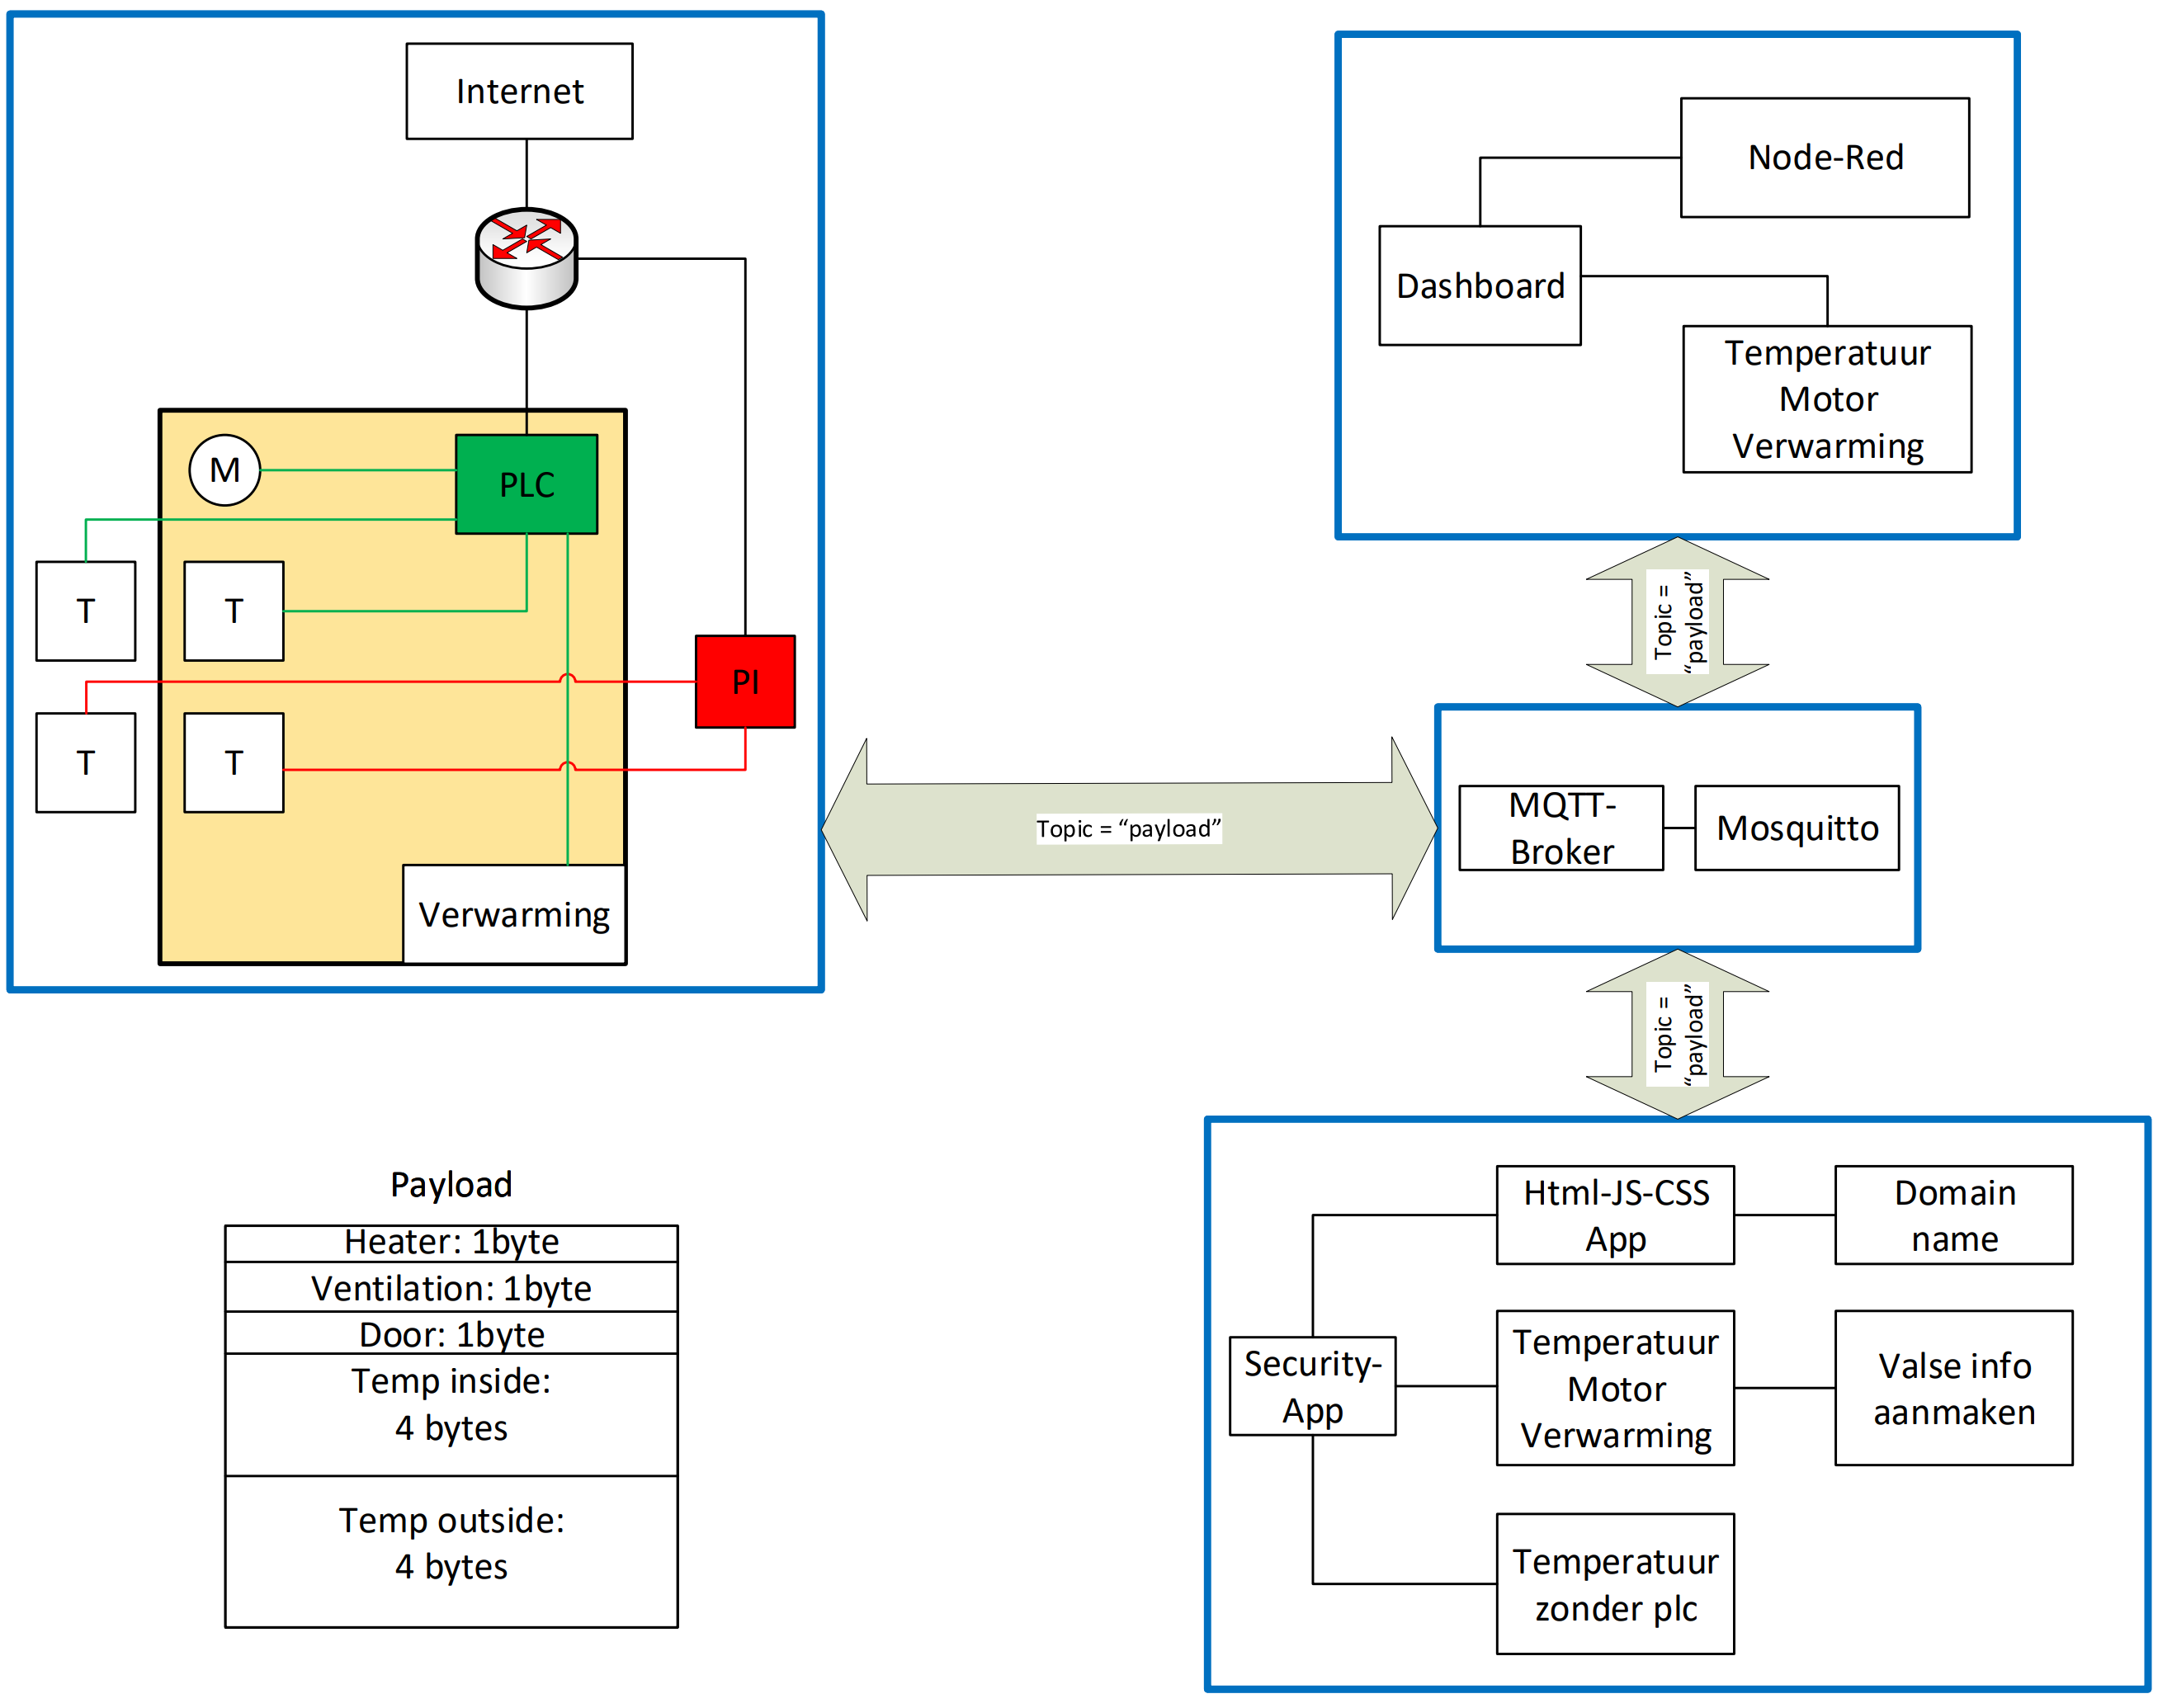 Internet
M
PLC
T
T
PI
T
T
Verwarming
Node-Red
Dashboard
Temperatuur
Motor
Verwarming
Topic =
“payload”
Topic = “payload”
MQTT-
Broker
Mosquitto
Topic =
“payload”
Payload
Heater: 1byte
Ventilation: 1byte
Door: 1byte
Temp inside:
4 bytes
Temp outside:
4 bytes
Html-JS-CSS
App
Domain
name
Security-
App
Temperatuur
Motor
Verwarming
Valse info
aanmaken
Temperatuur
zonder plc